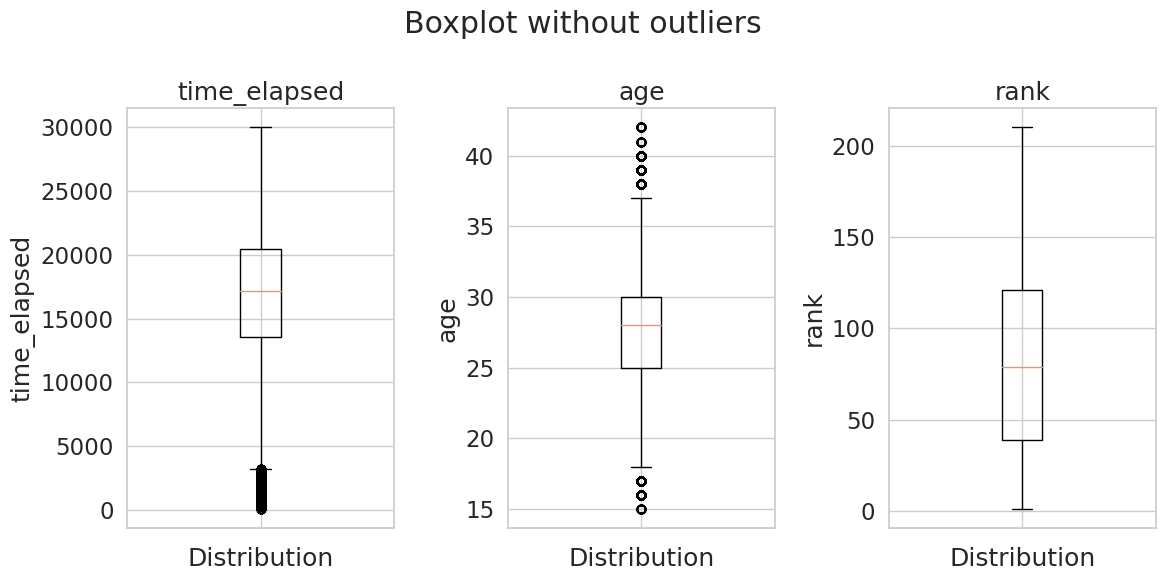 Boxplot without outliers
time_elapsed
age
rank
time_elapsed
30000
25000
20000
15000
10000
5000
0
Distribution
age
40
35
30
25
20
15
Distribution
rank
200
150
100
50
0
Distribution